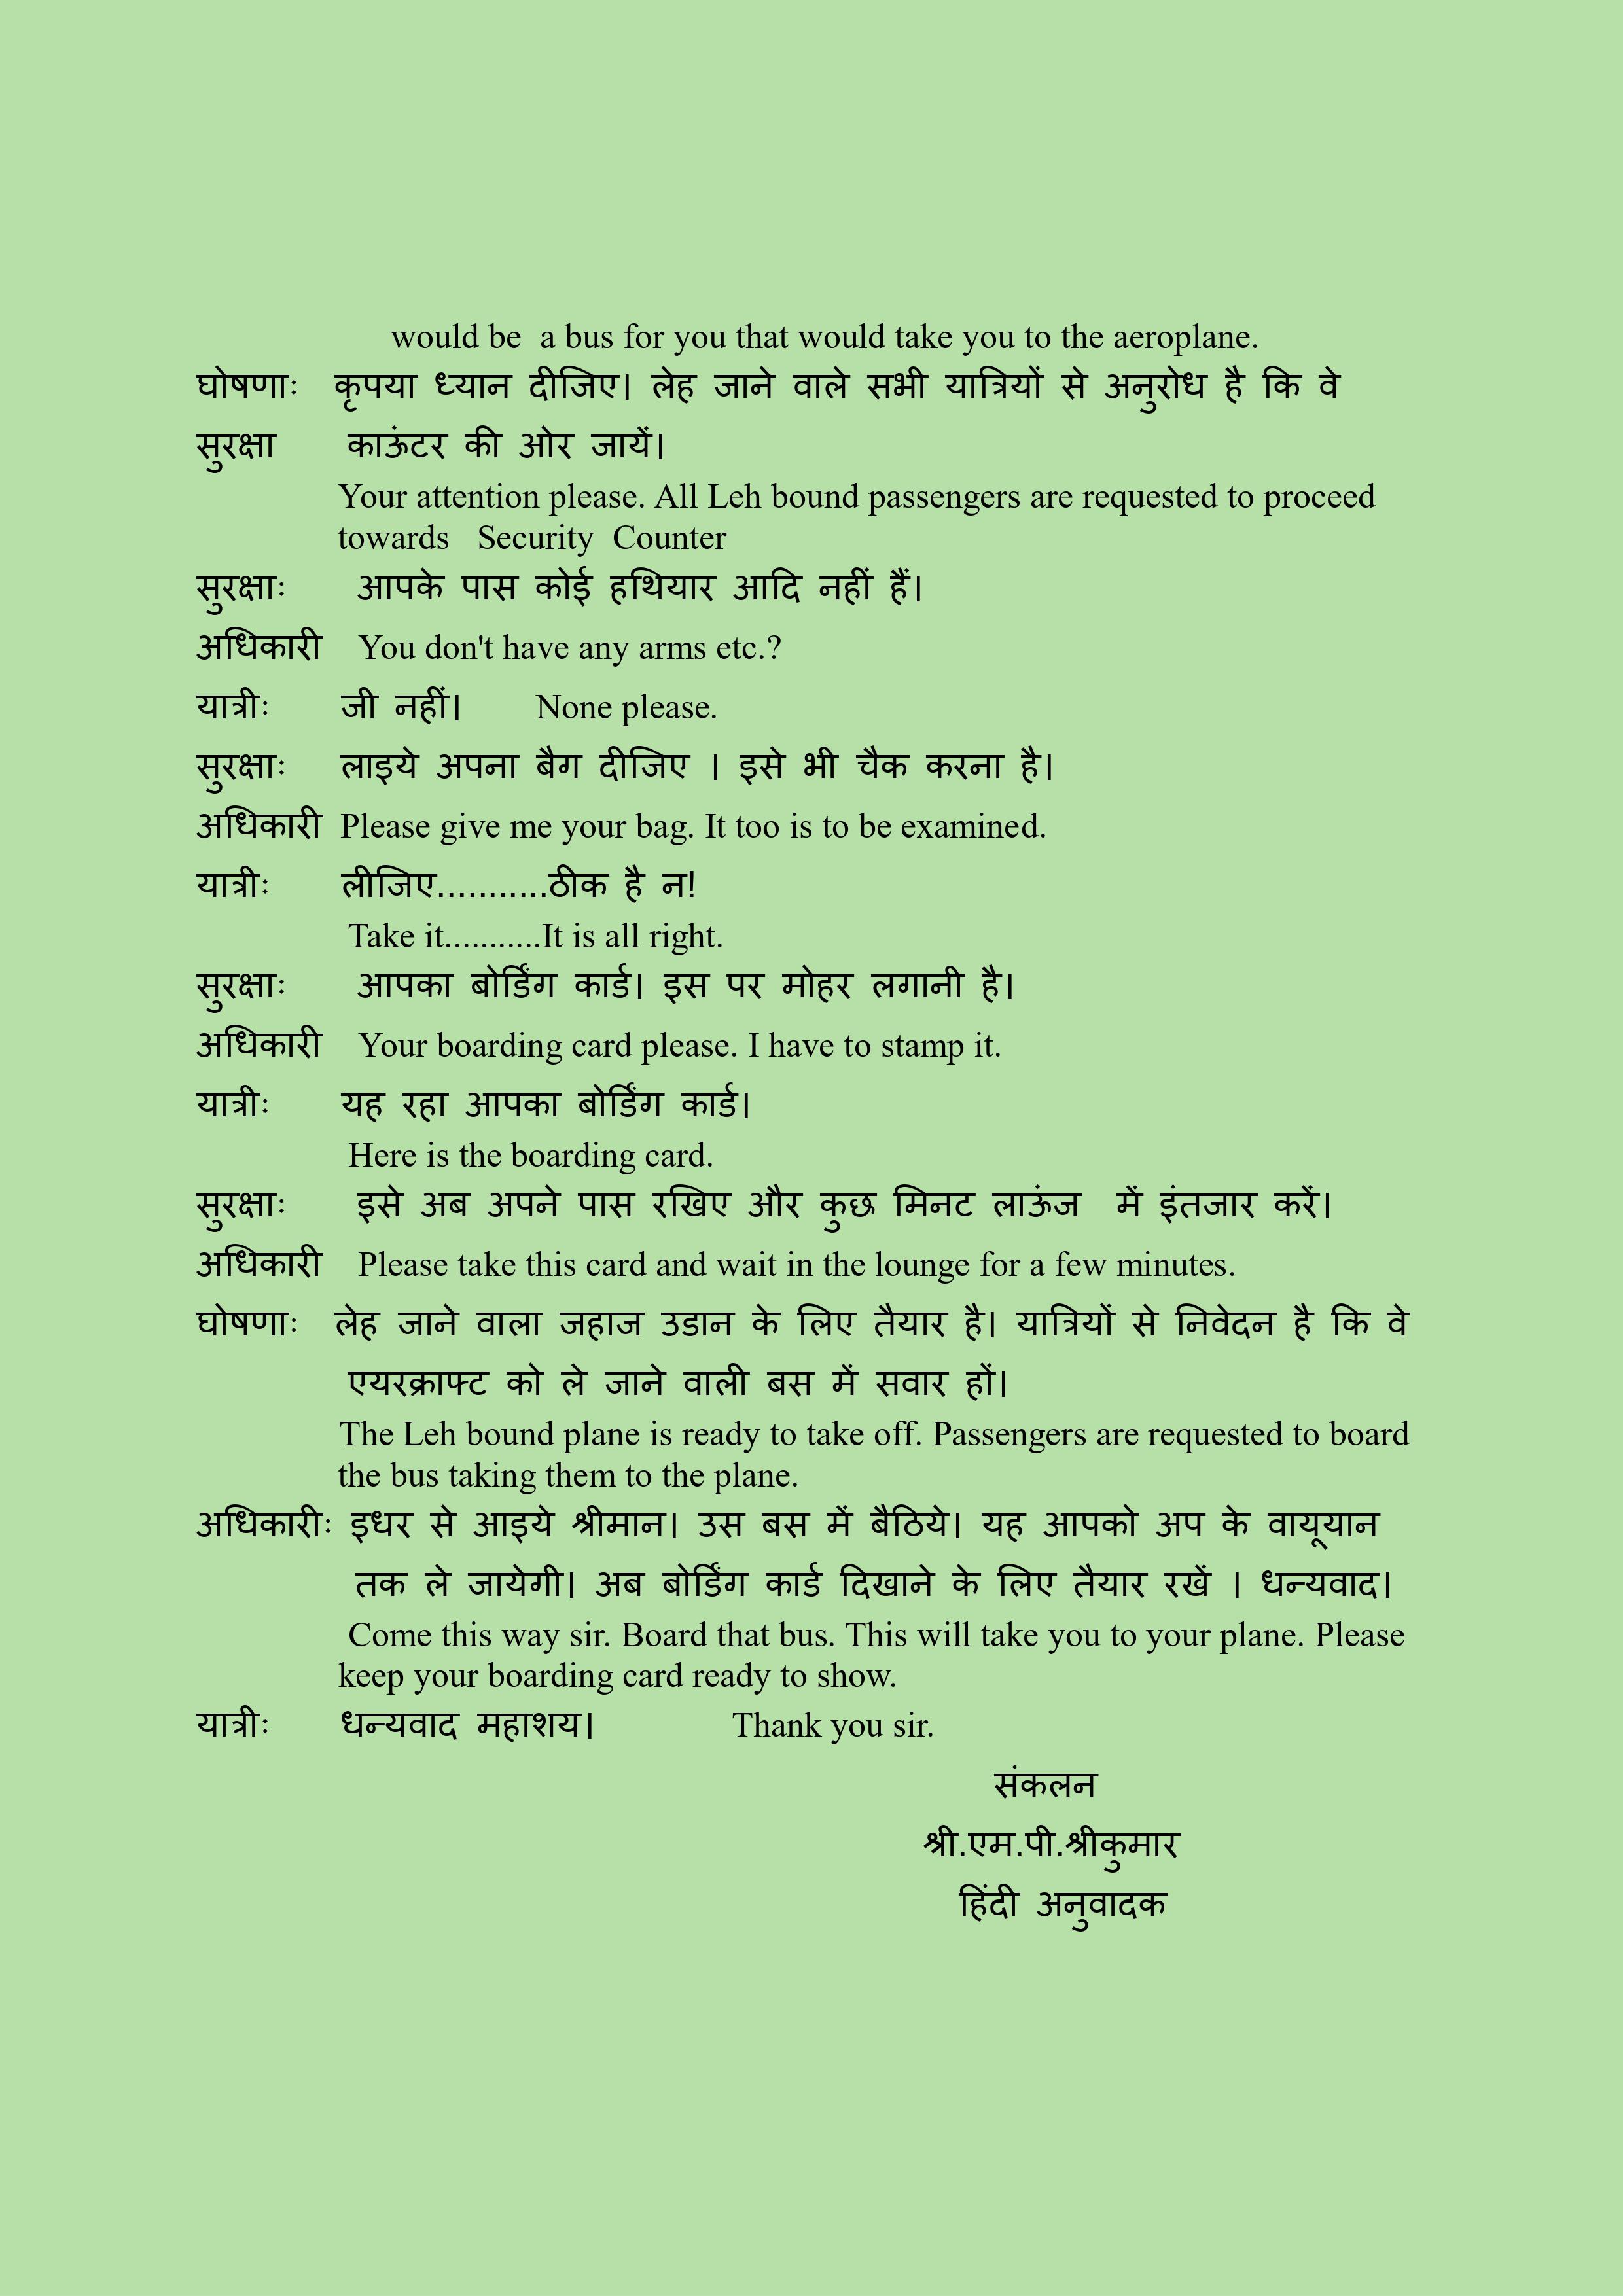 would be a bus for you that would take you to the aeroplane.
घोषणाः कृपया ध्यान दीजिए। लेह जाने वाले सभी यात्रियों से अनुरोध है कि वे
सुरक्षा काऊंटर की ओर जायें।
Your attention please. All Leh bound passengers are requested to proceed
towards Security Counter
सुरक्षाः आपके पास कोई हथियार आदि नहीं हैं।
अधिकारी You don't have any arms etc.?
यात्रीः जी नहीं। None please.
सुरक्षाः लाइये अपना बैग दीजिए । इसे भी चैक करना है।
अधिकारी Please give me your bag. It too is to be examined.
यात्रीः लीजिए...........ठीक है न!
Take it...........It is all right.
सुरक्षाः आपका बोर्डिंग कार्ड। इस पर मोहर लगानी है।
अधिकारी Your boarding card please. I have to stamp it.
यात्रीः यह रहा आपका बोर्डिंग कार्ड।
Here is the boarding card.
सुरक्षाः इसे अब अपने पास रखिए और कुछ मिनट लाऊंज में इंतजार करें।
अधिकारी Please take this card and wait in the lounge for a few minutes.
घोषणाः लेह जाने वाला जहाज उडान के लिए तैयार है। यात्रियों से निवेदन है कि वे
एयरक्राफ्ट को ले जाने वाली बस में सवार हों।
The Leh bound plane is ready to take off. Passengers are requested to board
the bus taking them to the plane.
अधिकारीः इधर से आइये श्रीमान। उस बस में बैठिये। यह आपको अप के वायूयान
तक ले जायेगी। अब बोर्डिंग कार्ड दिखाने के लिए तैयार रखें । धन्यवाद।
Come this way sir. Board that bus. This will take you to your plane. Please
keep your boarding card ready to show.
यात्रीः धन्यवाद महाशय। Thank you sir.
संकलन
श्री.एम.पी.श्रीकुमार
हिंदी अनुवादक